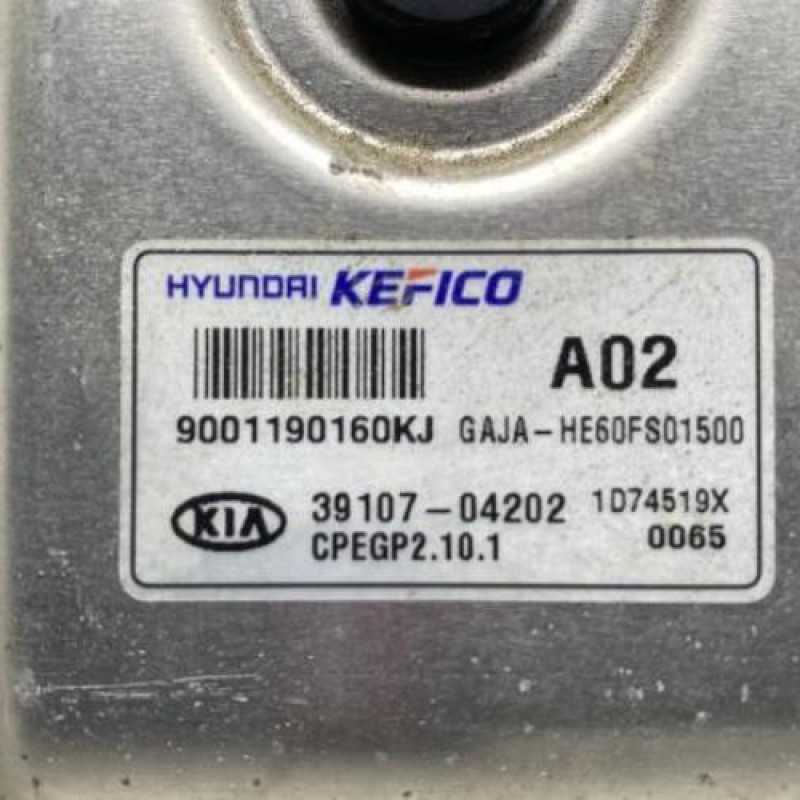 HYUNDAI KEFICO
A02
9001190160KJ GAJA-HE60FS01500
KIA 39107-04202 1D74519X
CPEGP2.10.1 0065